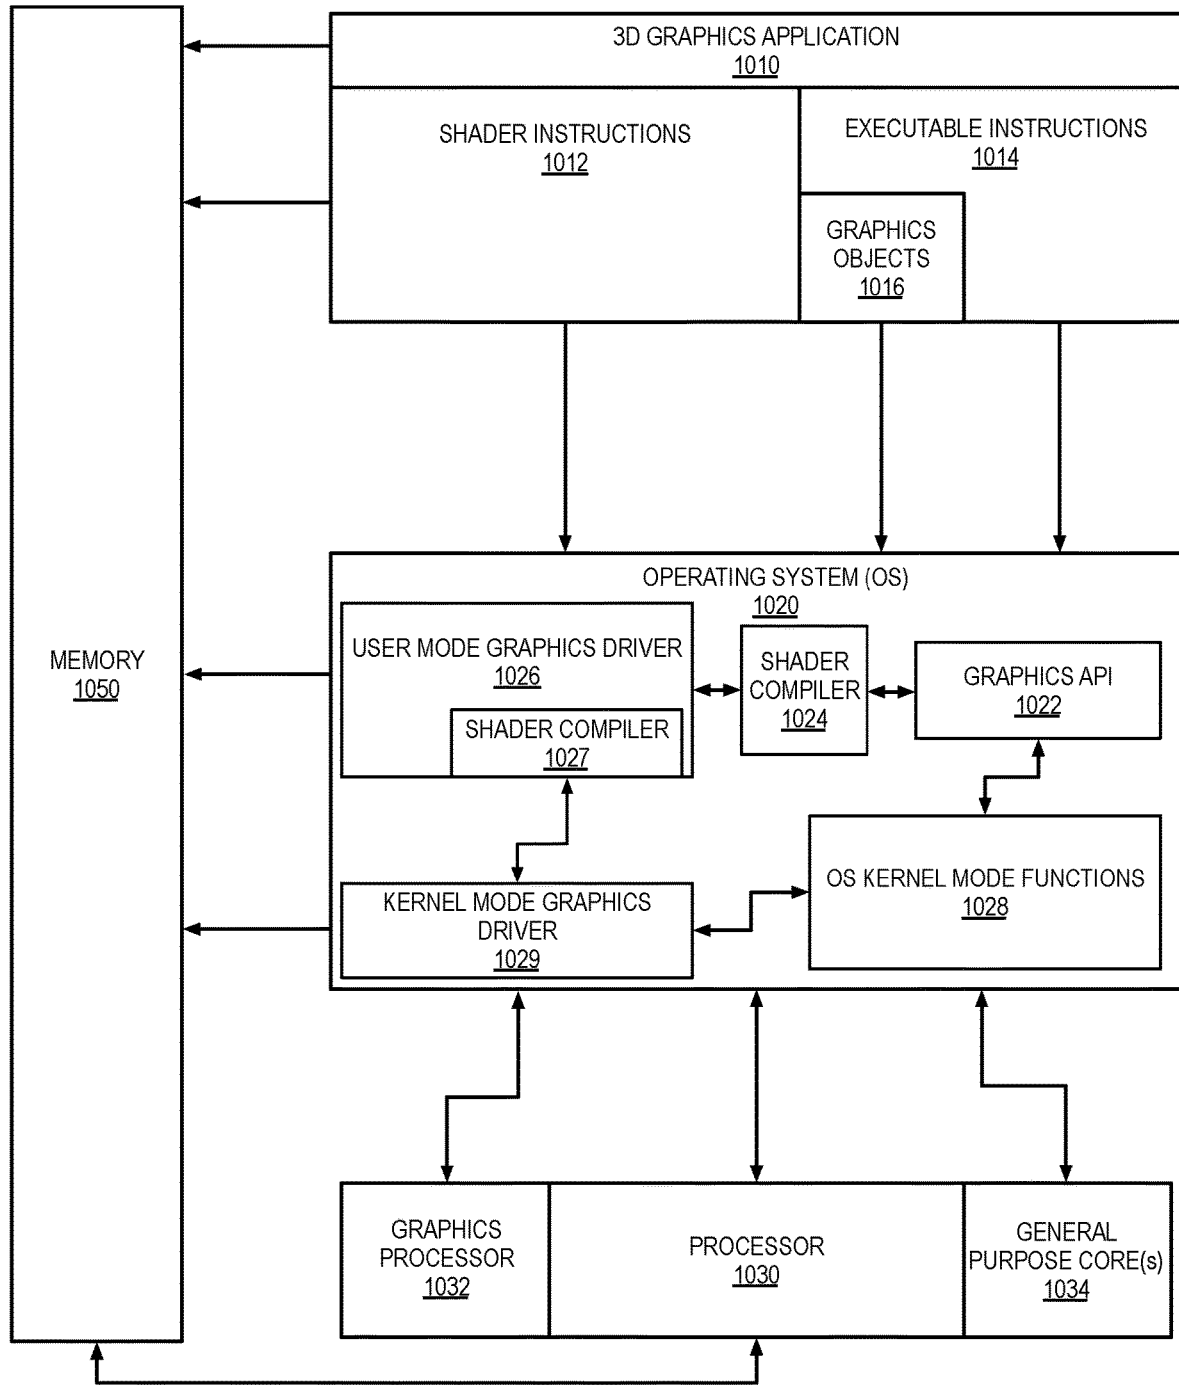 3D GRAPHICS APPLICATION
1010
SHADER INSTRUCTIONS
1012
EXECUTABLE INSTRUCTIONS
1014
GRAPHICS
OBJECTS
1016
MEMORY
1050
OPERATING SYSTEM (OS)
1020
USER MODE GRAPHICS DRIVER
1026
SHADER COMPILER
1027
SHADER
COMPILER
1024
GRAPHICS API
1022
KERNEL MODE GRAPHICS
DRIVER
1029
OS KERNEL MODE FUNCTIONS
1028
GRAPHICS
PROCESSOR
1032
PROCESSOR
1030
GENERAL
PURPOSE CORE(s)
1034